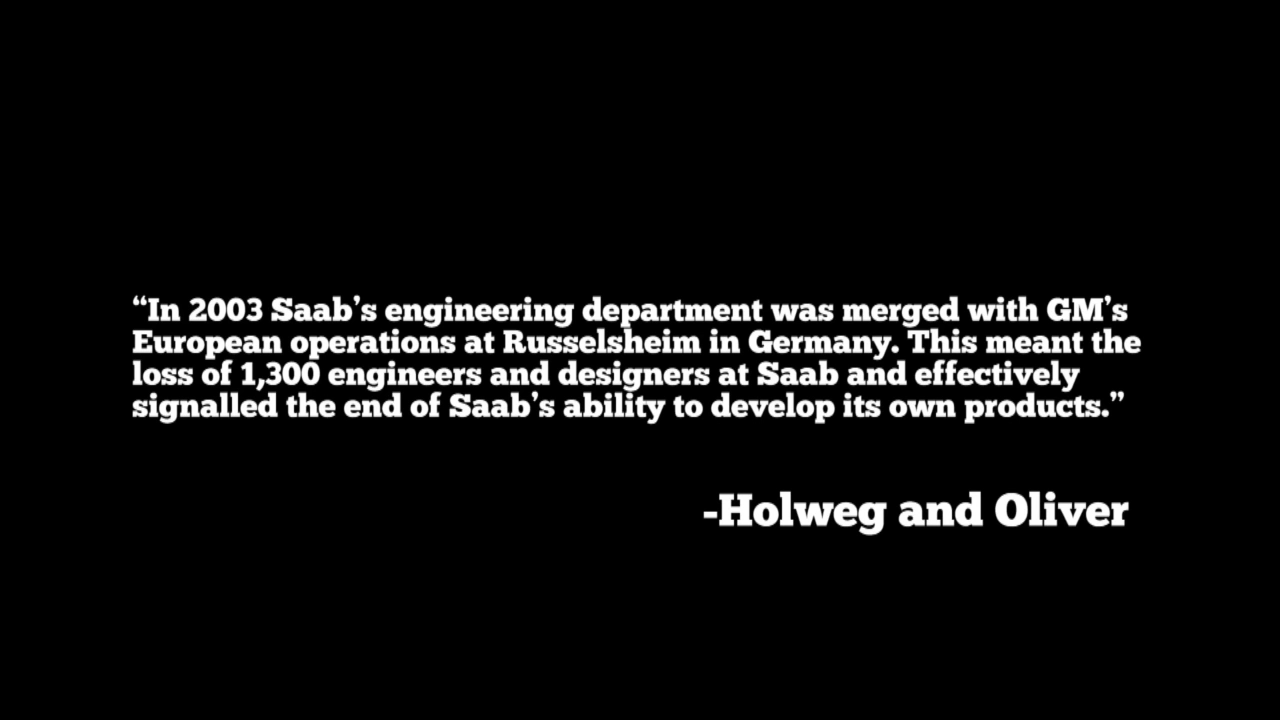 “In 2003 Saab’s engineering department was merged with GM’s
European operations at Russelsheim in Germany. This meant the
loss of 1,300 engineers and designers at Saab and effectively
signalled the end of Saab’s ability to develop its own products.”
-Holweg and Oliver